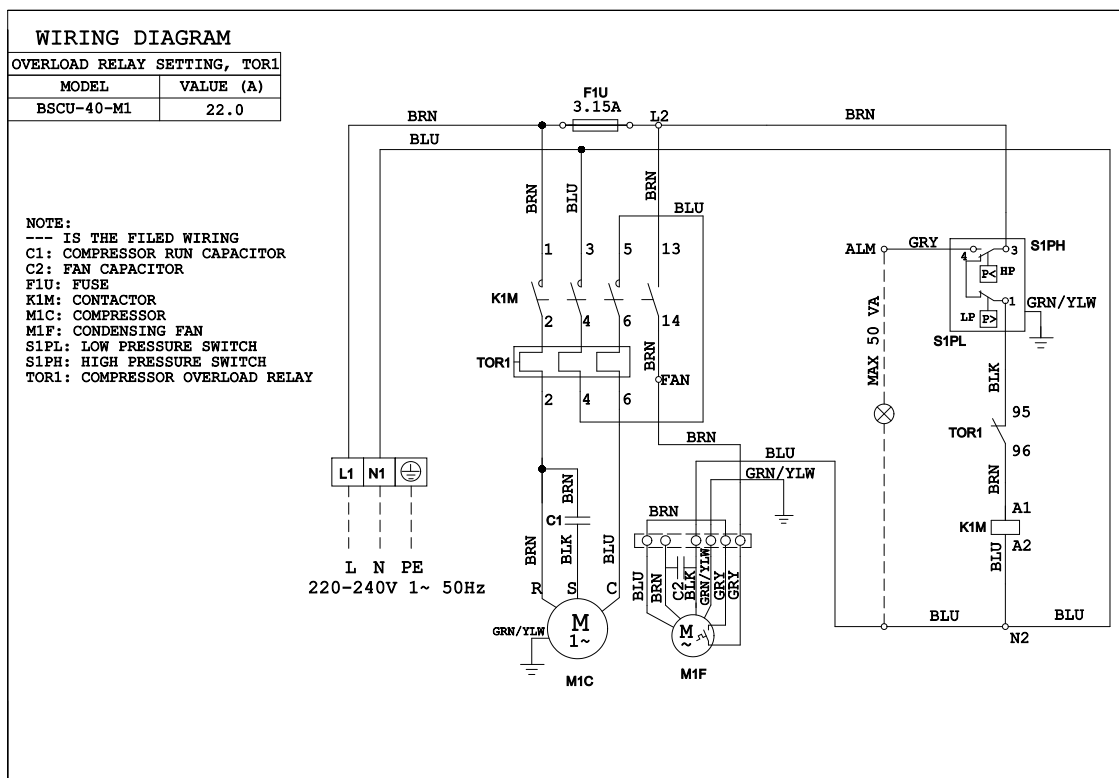 WIRING DIAGRAM
OVERLOAD RELAY SETTING, TOR1
MODEL VALUE (A)
BSCU-40-M1 22.0
NOTE:
--- IS THE FILED WIRING
C1: COMPRESSOR RUN CAPACITOR
C2: FAN CAPACITOR
F1U: FUSE
K1M: CONTACTOR
M1C: COMPRESSOR
M1F: CONDENSING FAN
S1PL: LOW PRESSURE SWITCH
S1PH: HIGH PRESSURE SWITCH
TOR1: COMPRESSOR OVERLOAD RELAY
F1U
3.15A
BRN L2 BRN
BLU
BRN BLU BRN
BLU
1 3 5 13
K1M
2 4 6 14
TOR1
BRN
FAN
2 4 6
BRN
BLU
GRN/YLW
L1 N1
L N PE
220-240V 1~ 50Hz
BRN
C1
BRN BLK BLU
R S C
M
1~
GRN/YLW
M1C
BRN
BLU BRN C2 BLK GRN/YLW GRY GRY
M
~
M1F
ALM GRY
4 3 S1PH
P< HP
1 GRN/YLW
LP P>
S1PL
MAX 50 VA
BLK
95
TOR1
96
BRN
A1
K1M
A2
BLU
BLU BLU
N2